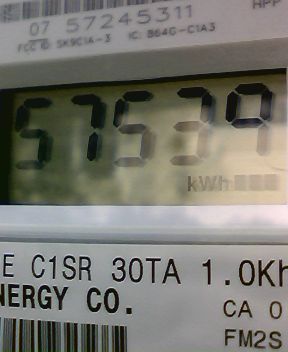 HPP
07 57245311
FCC ID: SK9C1A-3 IC: 864G-C1A3
57539
kWh
E C1SR 30TA 1.0Kh
NERGY CO.
CA 0
FM2S